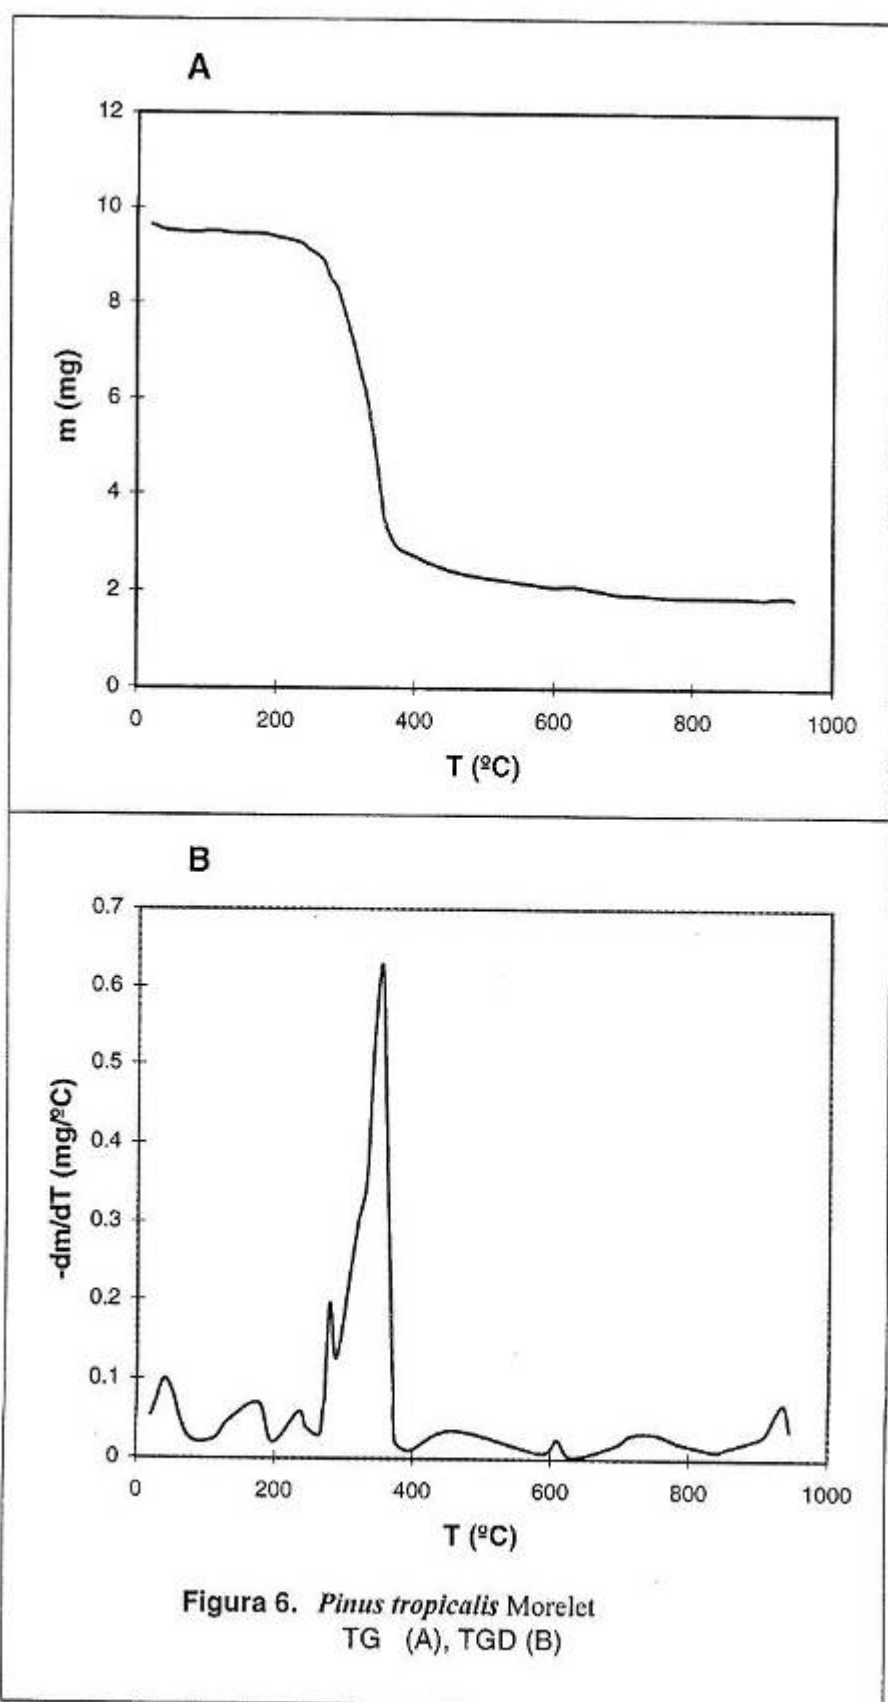 A
12
10
8
6
4
2
0
m (mg)
0 200 400 600 800 1000
T (ºC)
B
0.7
0.6
0.5
0.4
0.3
0.2
0.1
0
-dm/dT (mg/ºC)
0 200 400 600 800 1000
T (ºC)
Figura 6. Pinus tropicalis Morelet
TG (A), TGD (B)